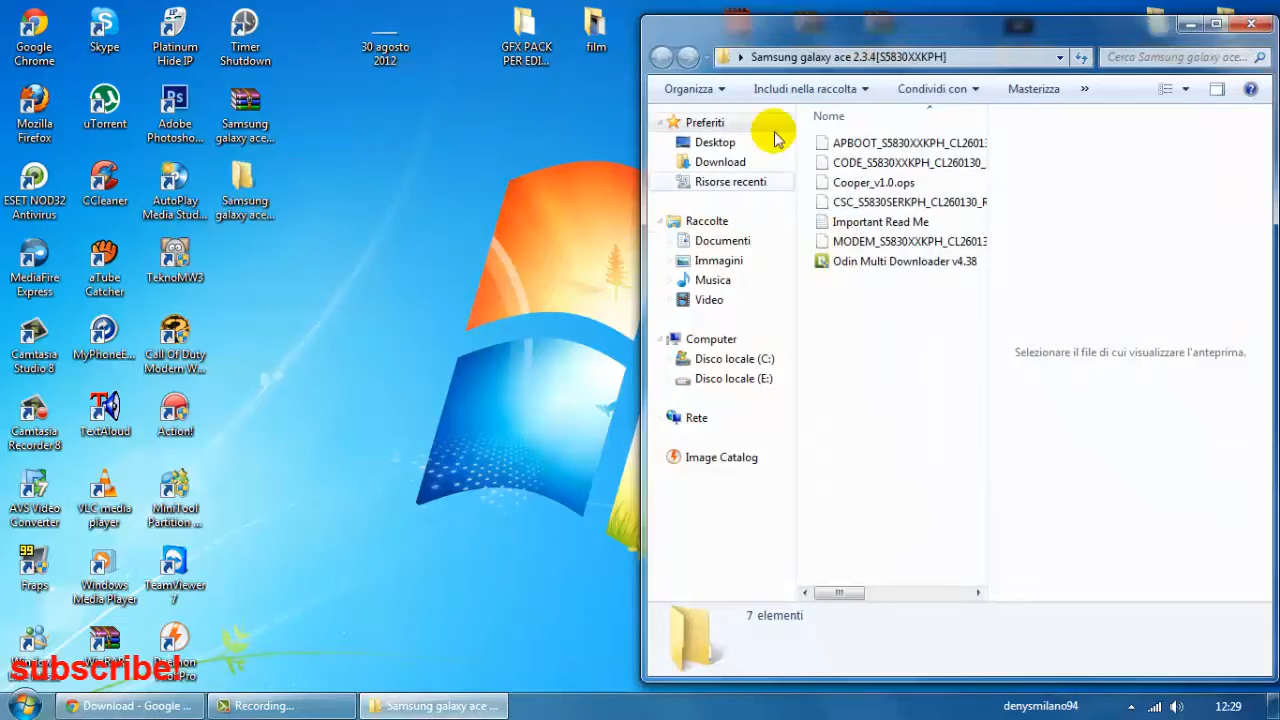 Google Chrome
Skype
Platinum Hide IP
Timer Shutdown
30 agosto 2012
GFX PACK PER EDI...
film
Mozilla Firefox
uTorrent
Adobe Photosho...
Samsung galaxy ace...
ESET NOD32 Antivirus
CCleaner
AutoPlay Media Stud...
Samsung galaxy ace...
MediaFire Express
aTube Catcher
TeknoMW3
Camtasia Studio 8
MyPhoneE...
Call Of Duty Modern W...
Camtasia Recorder 8
TextAloud
Action!
AVS Video Converter
VLC media player
MiniTool Partition ...
99
Fraps
Windows Media Player
TeamViewer 7
subscribe!
Samsung galaxy ace 2.3.4[S5830XXKPH]
Cerca Samsung galaxy ace...
Organizza
Includi nella raccolta
Condividi con
Masterizza
»
Preferiti
Desktop
Download
Risorse recenti
Raccolte
Documenti
Immagini
Musica
Video
Computer
Disco locale (C:)
Disco locale (E:)
Rete
Image Catalog
Nome
APBOOT_S5830XXKPH_CL26013
CODE_S5830XXKPH_CL260130_
Cooper_v1.0.ops
CSC_S5830SERKPH_CL260130_R
Important Read Me
MODEM_S5830XXKPH_CL26013
Odin Multi Downloader v4.38
Selezionare il file di cui visualizzare l'anteprima.
7 elementi
Download - Google ...
Recording...
Samsung galaxy ace ...
denysmilano94
12:29